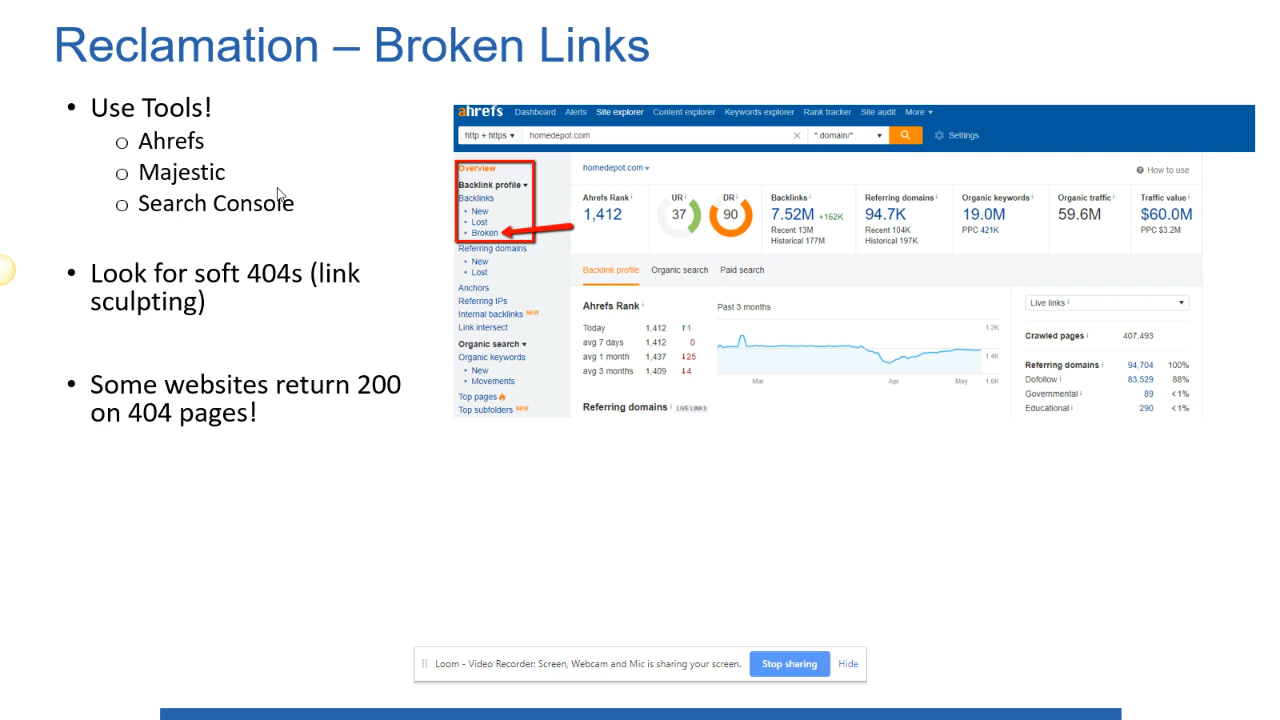 Reclamation – Broken Links
• Use Tools!
o Ahrefs
o Majestic
o Search Console
• Look for soft 404s (link
sculpting)
• Some websites return 200
on 404 pages!
ahrefs Dashboard Alerts Site explorer Content explorer Keywords explorer Rank tracker Site audit More
http + https homedepot.com *.domain/* Settings
Overview
Backlink profile
Backlinks
• New
• Lost
• Broken
Referring domains
• New
• Lost
Anchors
Referring IPs
Internal backlinks NEW
Link intersect
Organic search
Organic keywords
• New
• Movements
Top pages
Top subfolders NEW
homedepot.com How to use
Ahrefs Rank UR DR Backlinks Referring domains Organic keywords Organic traffic Traffic value
1,412 37 90 7.52M +162K 94.7K 19.0M 59.6M $60.0M
Recent 13M Recent 104K PPC 421K PPC $3.2M
Historical 177M Historical 197K
Backlink profile Organic search Paid search
Ahrefs Rank Past 3 months
Today 1,412 ↑1
avg 7 days 1,412 0
avg 1 month 1,437 ↓25
avg 3 months 1,409 ↓4
1.2K
1.4K
Mar Apr May 1.6K
Referring domains LIVE LINKS
Live links
Crawled pages 407,493
Referring domains 94,704 100%
Dofollow 83,529 88%
Governmental 89 <1%
Educational 290 <1%
Loom - Video Recorder: Screen, Webcam and Mic is sharing your screen. Stop sharing Hide